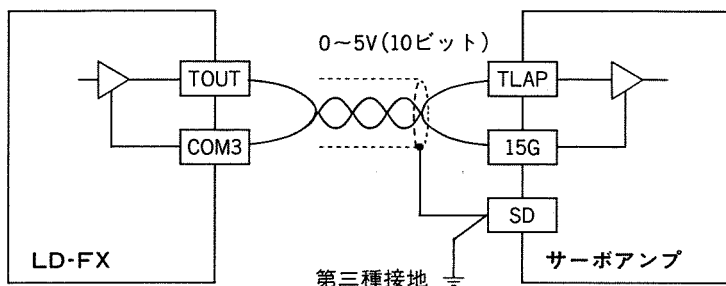 0～5V(10ビット)
TOUT
TLAP
COM3
15G
SD
LD-FX
第三種接地
サーボアンプ